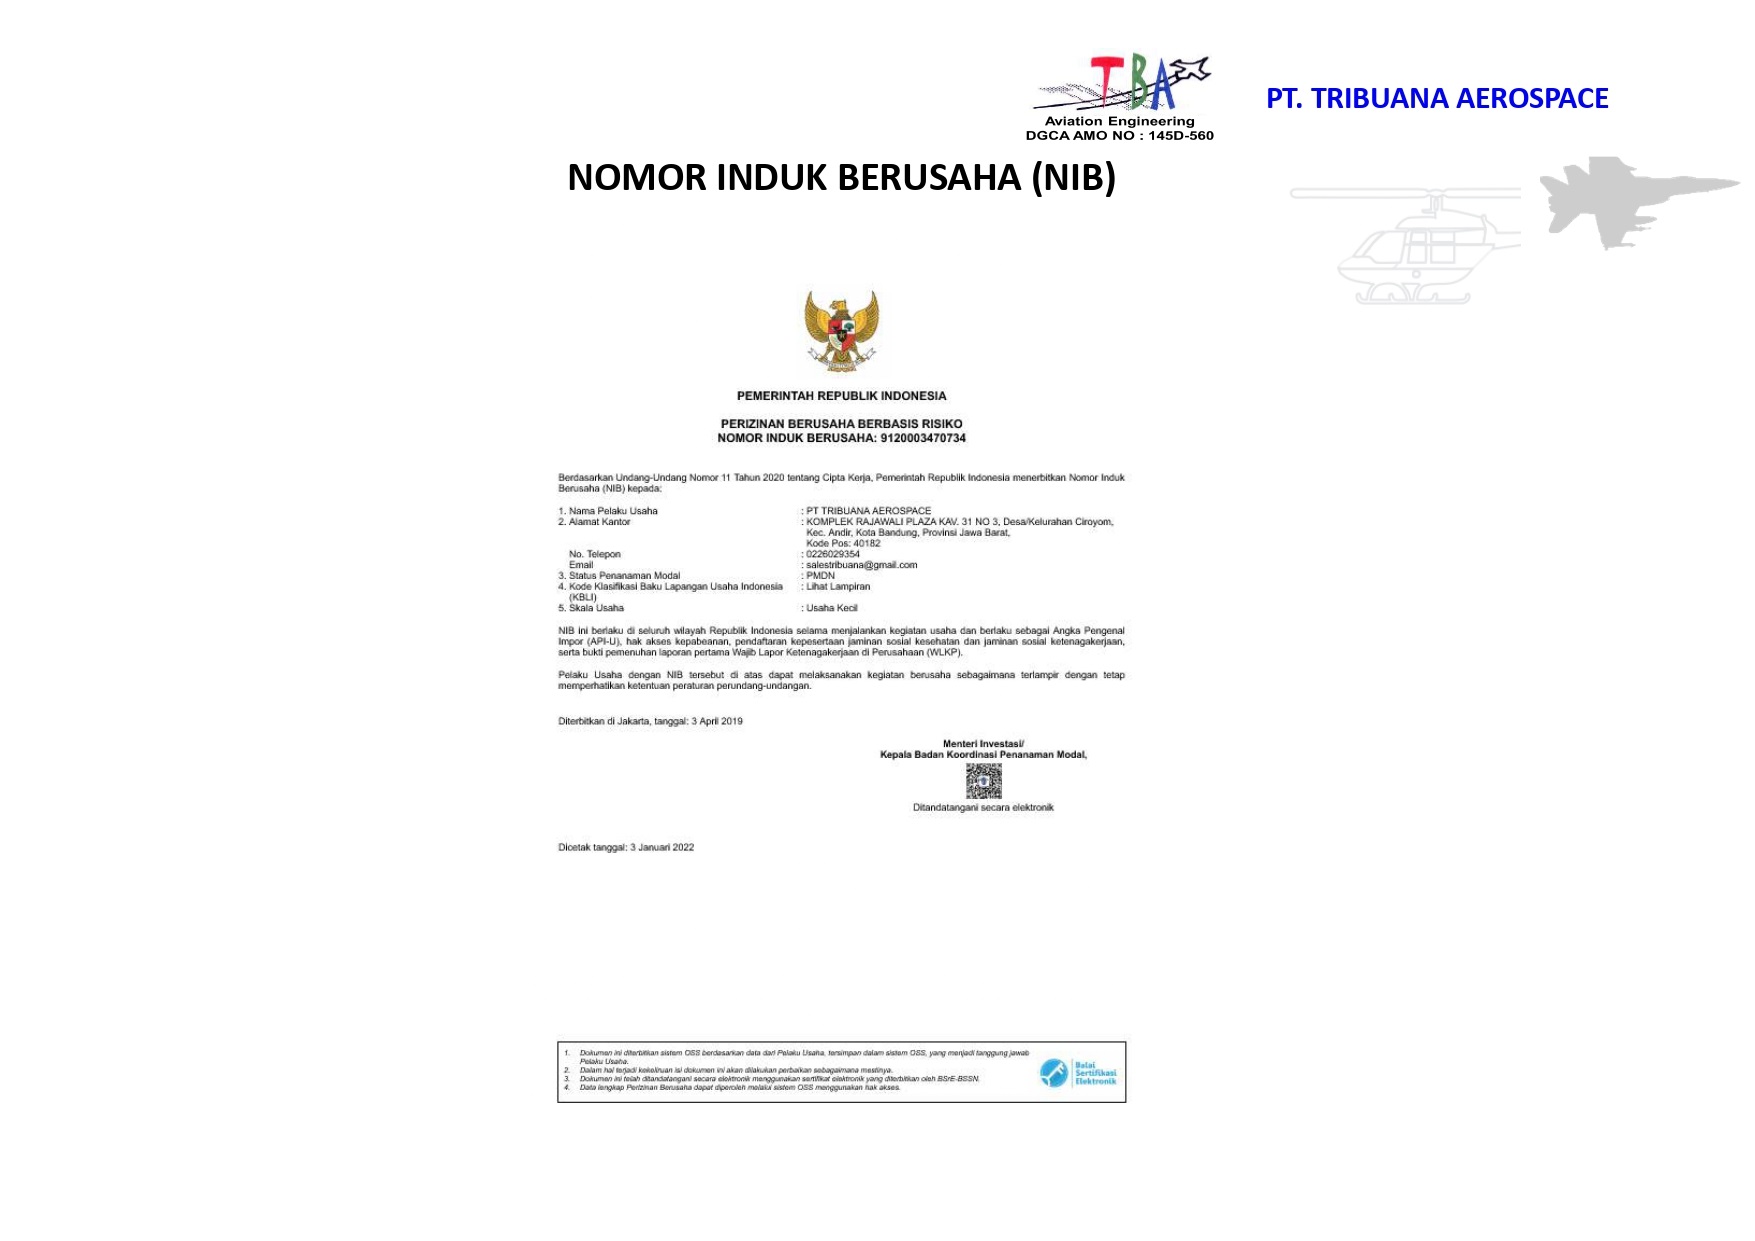 TBA
Aviation Engineering
DGCA AMO NO : 145D-560
PT. TRIBUANA AEROSPACE
NOMOR INDUK BERUSAHA (NIB)
PEMERINTAH REPUBLIK INDONESIA
PERIZINAN BERUSAHA BERBASIS RISIKO
NOMOR INDUK BERUSAHA: 9120003470734
Berdasarkan Undang-Undang Nomor 11 Tahun 2020 tentang Cipta Kerja, Pemerintah Republik Indonesia menerbitkan Nomor Induk
Berusaha (NIB) kepada:
1. Nama Pelaku Usaha : PT TRIBUANA AEROSPACE
2. Alamat Kantor : KOMPLEK RAJAWALI PLAZA KAV. 31 NO 3, Desa/Kelurahan Ciroyom,
Kec. Andir, Kota Bandung, Provinsi Jawa Barat,
Kode Pos: 40182
No. Telepon : 0226029354
Email : salestribuana@gmail.com
3. Status Penanaman Modal : PMDN
4. Kode Klasifikasi Baku Lapangan Usaha Indonesia : Lihat Lampiran
(KBLI)
5. Skala Usaha : Usaha Kecil
NIB ini berlaku di seluruh wilayah Republik Indonesia selama menjalankan kegiatan usaha dan berlaku sebagai Angka Pengenal
Impor (API-U), hak akses kepabeanan, pendaftaran kepesertaan jaminan sosial kesehatan dan jaminan sosial ketenagakerjaan,
serta bukti pemenuhan laporan pertama Wajib Lapor Ketenagakerjaan di Perusahaan (WLKP).
Pelaku Usaha dengan NIB tersebut di atas dapat melaksanakan kegiatan berusaha sebagaimana terlampir dengan tetap
memperhatikan ketentuan peraturan perundang-undangan.
Diterbitkan di Jakarta, tanggal: 3 April 2019
Menteri Investasi/
Kepala Badan Koordinasi Penanaman Modal,
Ditandatangani secara elektronik
Dicetak tanggal: 3 Januari 2022
1. Dokumen ini diterbitkan sistem OSS berdasarkan data dari Pelaku Usaha, tersimpan dalam sistem OSS, yang menjadi tanggung jawab
Pelaku Usaha.
2. Dalam hal terjadi kekeliruan isi dokumen ini akan dilakukan perbaikan sebagaimana mestinya.
3. Dokumen ini telah ditandatangani secara elektronik menggunakan sertifikat elektronik yang diterbitkan oleh BSrE-BSSN.
4. Data lengkap Perizinan Berusaha dapat diperoleh melalui sistem OSS menggunakan hak akses.
Balai
Sertifikasi
Elektronik